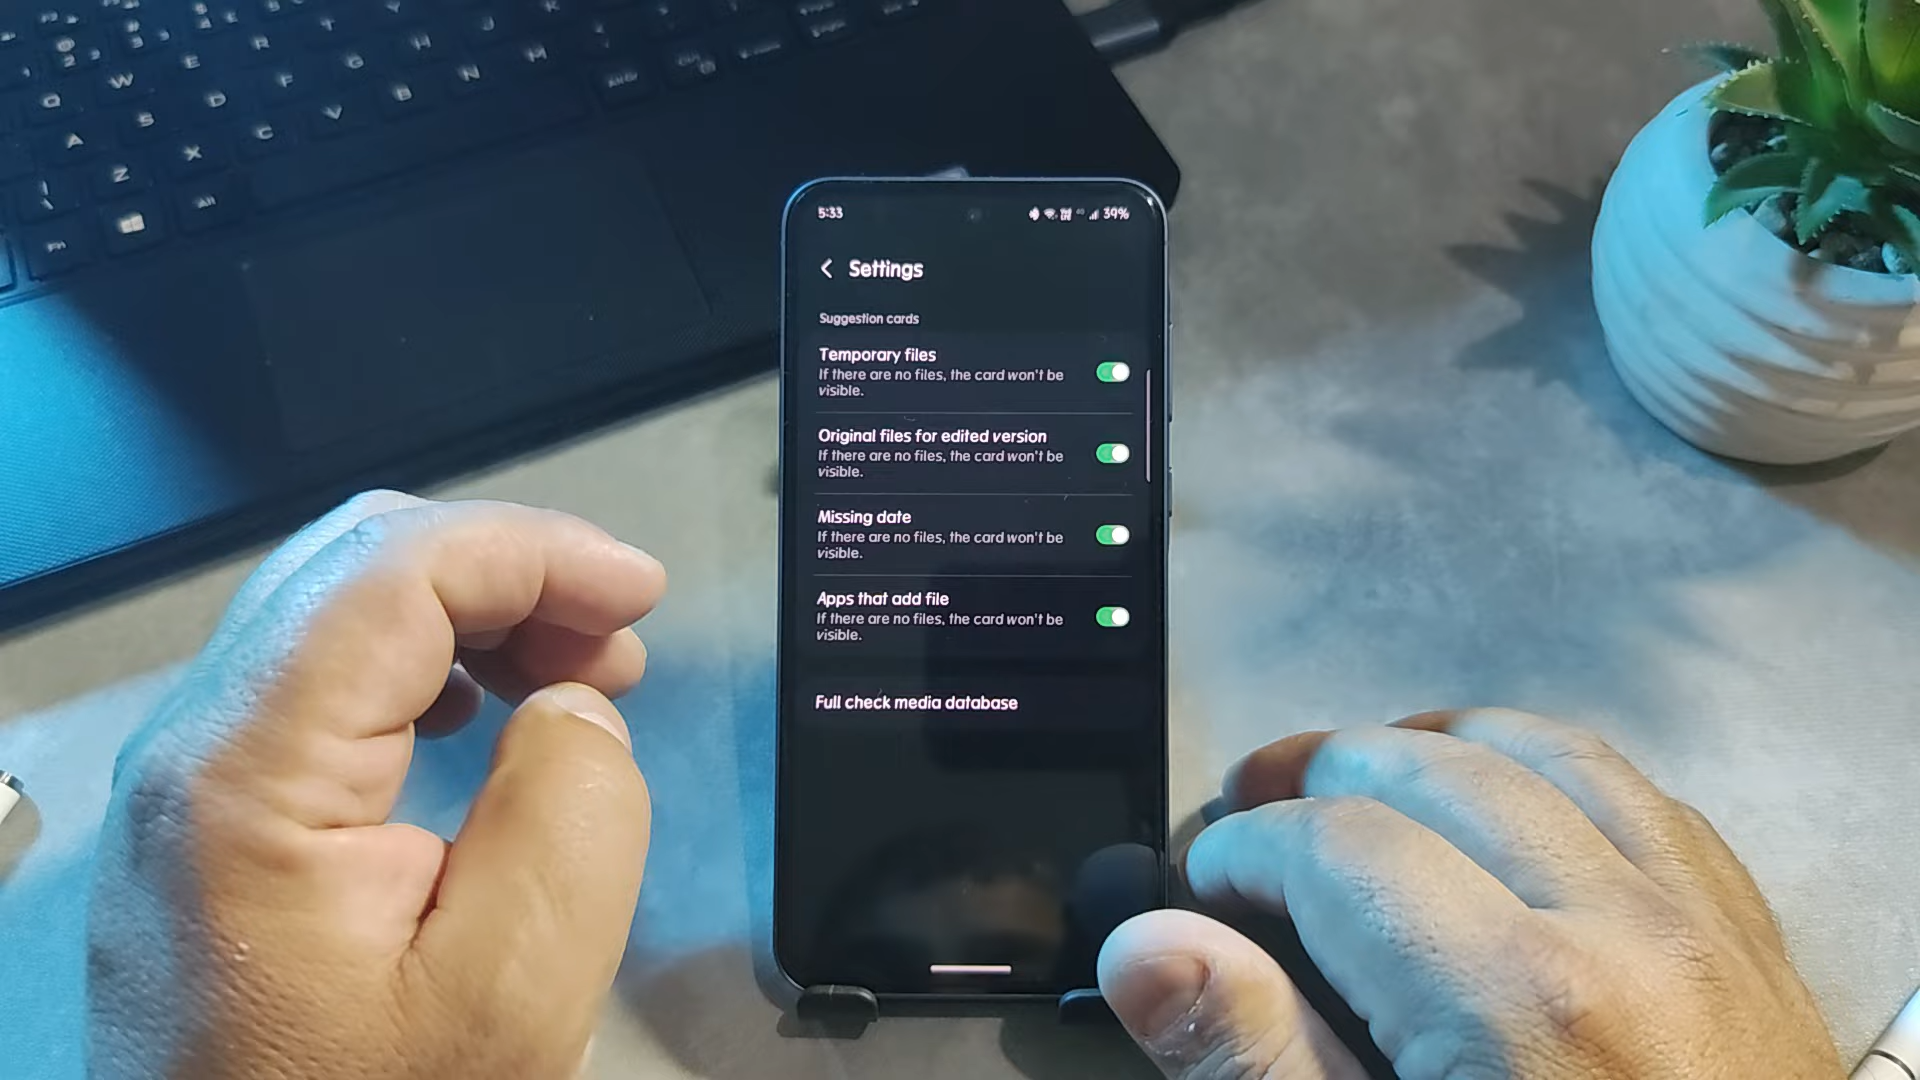 Q W E R T Y
A S D F G H J K
Z X C V B N M
Fn Alt
5:33 39%
Settings
Suggestion cards
Temporary files
If there are no files, the card won't be
visible.
Original files for edited version
If there are no files, the card won't be
visible.
Missing date
If there are no files, the card won't be
visible.
Apps that add file
If there are no files, the card won't be
visible.
Full check media database